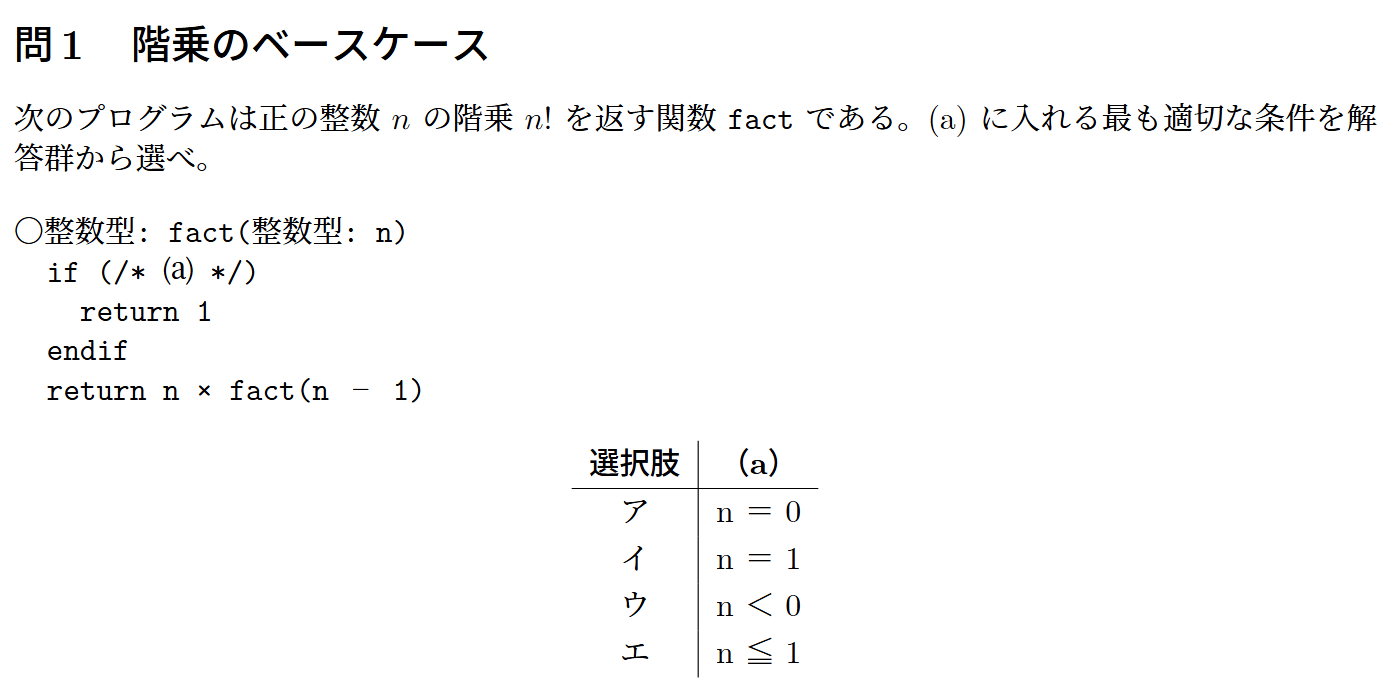 問1　階乗のベースケース
次のプログラムは正の整数 n の階乗 n! を返す関数 fact である。(a) に入れる最も適切な条件を解
答群から選べ。
〇整数型: fact(整数型: n)
  if (/* (a) */)
    return 1
  endif
  return n × fact(n － 1)
選択肢 (a)
ア n ＝ 0
イ n ＝ 1
ウ n ＜ 0
エ n ≦ 1